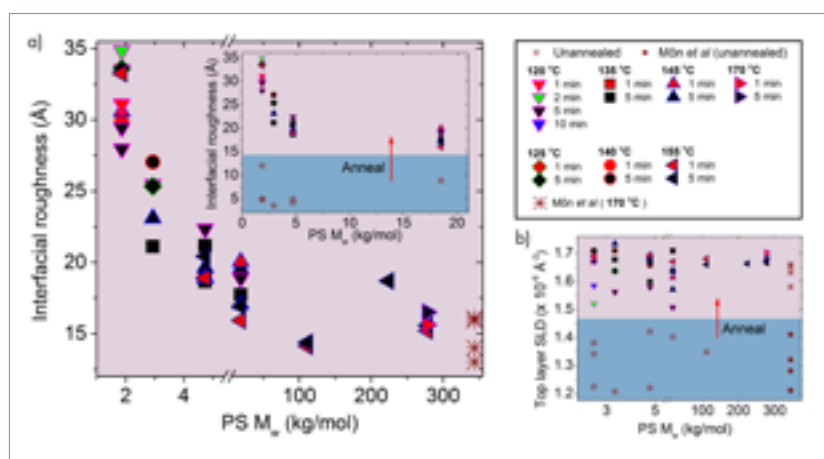 a)
35
30
25
20
15
Interfacial roughness (Å)
2
4
100
200
300
PS Mw (kg/mol)
35
30
25
20
15
10
5
Interfacial roughness (Å)
Anneal
0
5
10
15
20
PS Mw (kg/mol)
Unannealed
Môn et al (unannealed)
120 °C
135 °C
145 °C
170 °C
1 min
1 min
1 min
1 min
2 min
5 min
5 min
5 min
5 min
10 min
125 °C
140 °C
155 °C
1 min
1 min
1 min
5 min
5 min
5 min
Môn et al (170 °C)
b)
1.7
1.6
1.5
1.4
1.3
1.2
Top layer SLD (x 10⁻⁶ Å⁻²)
Anneal
3
5
100
200
300
PS Mw (kg/mol)